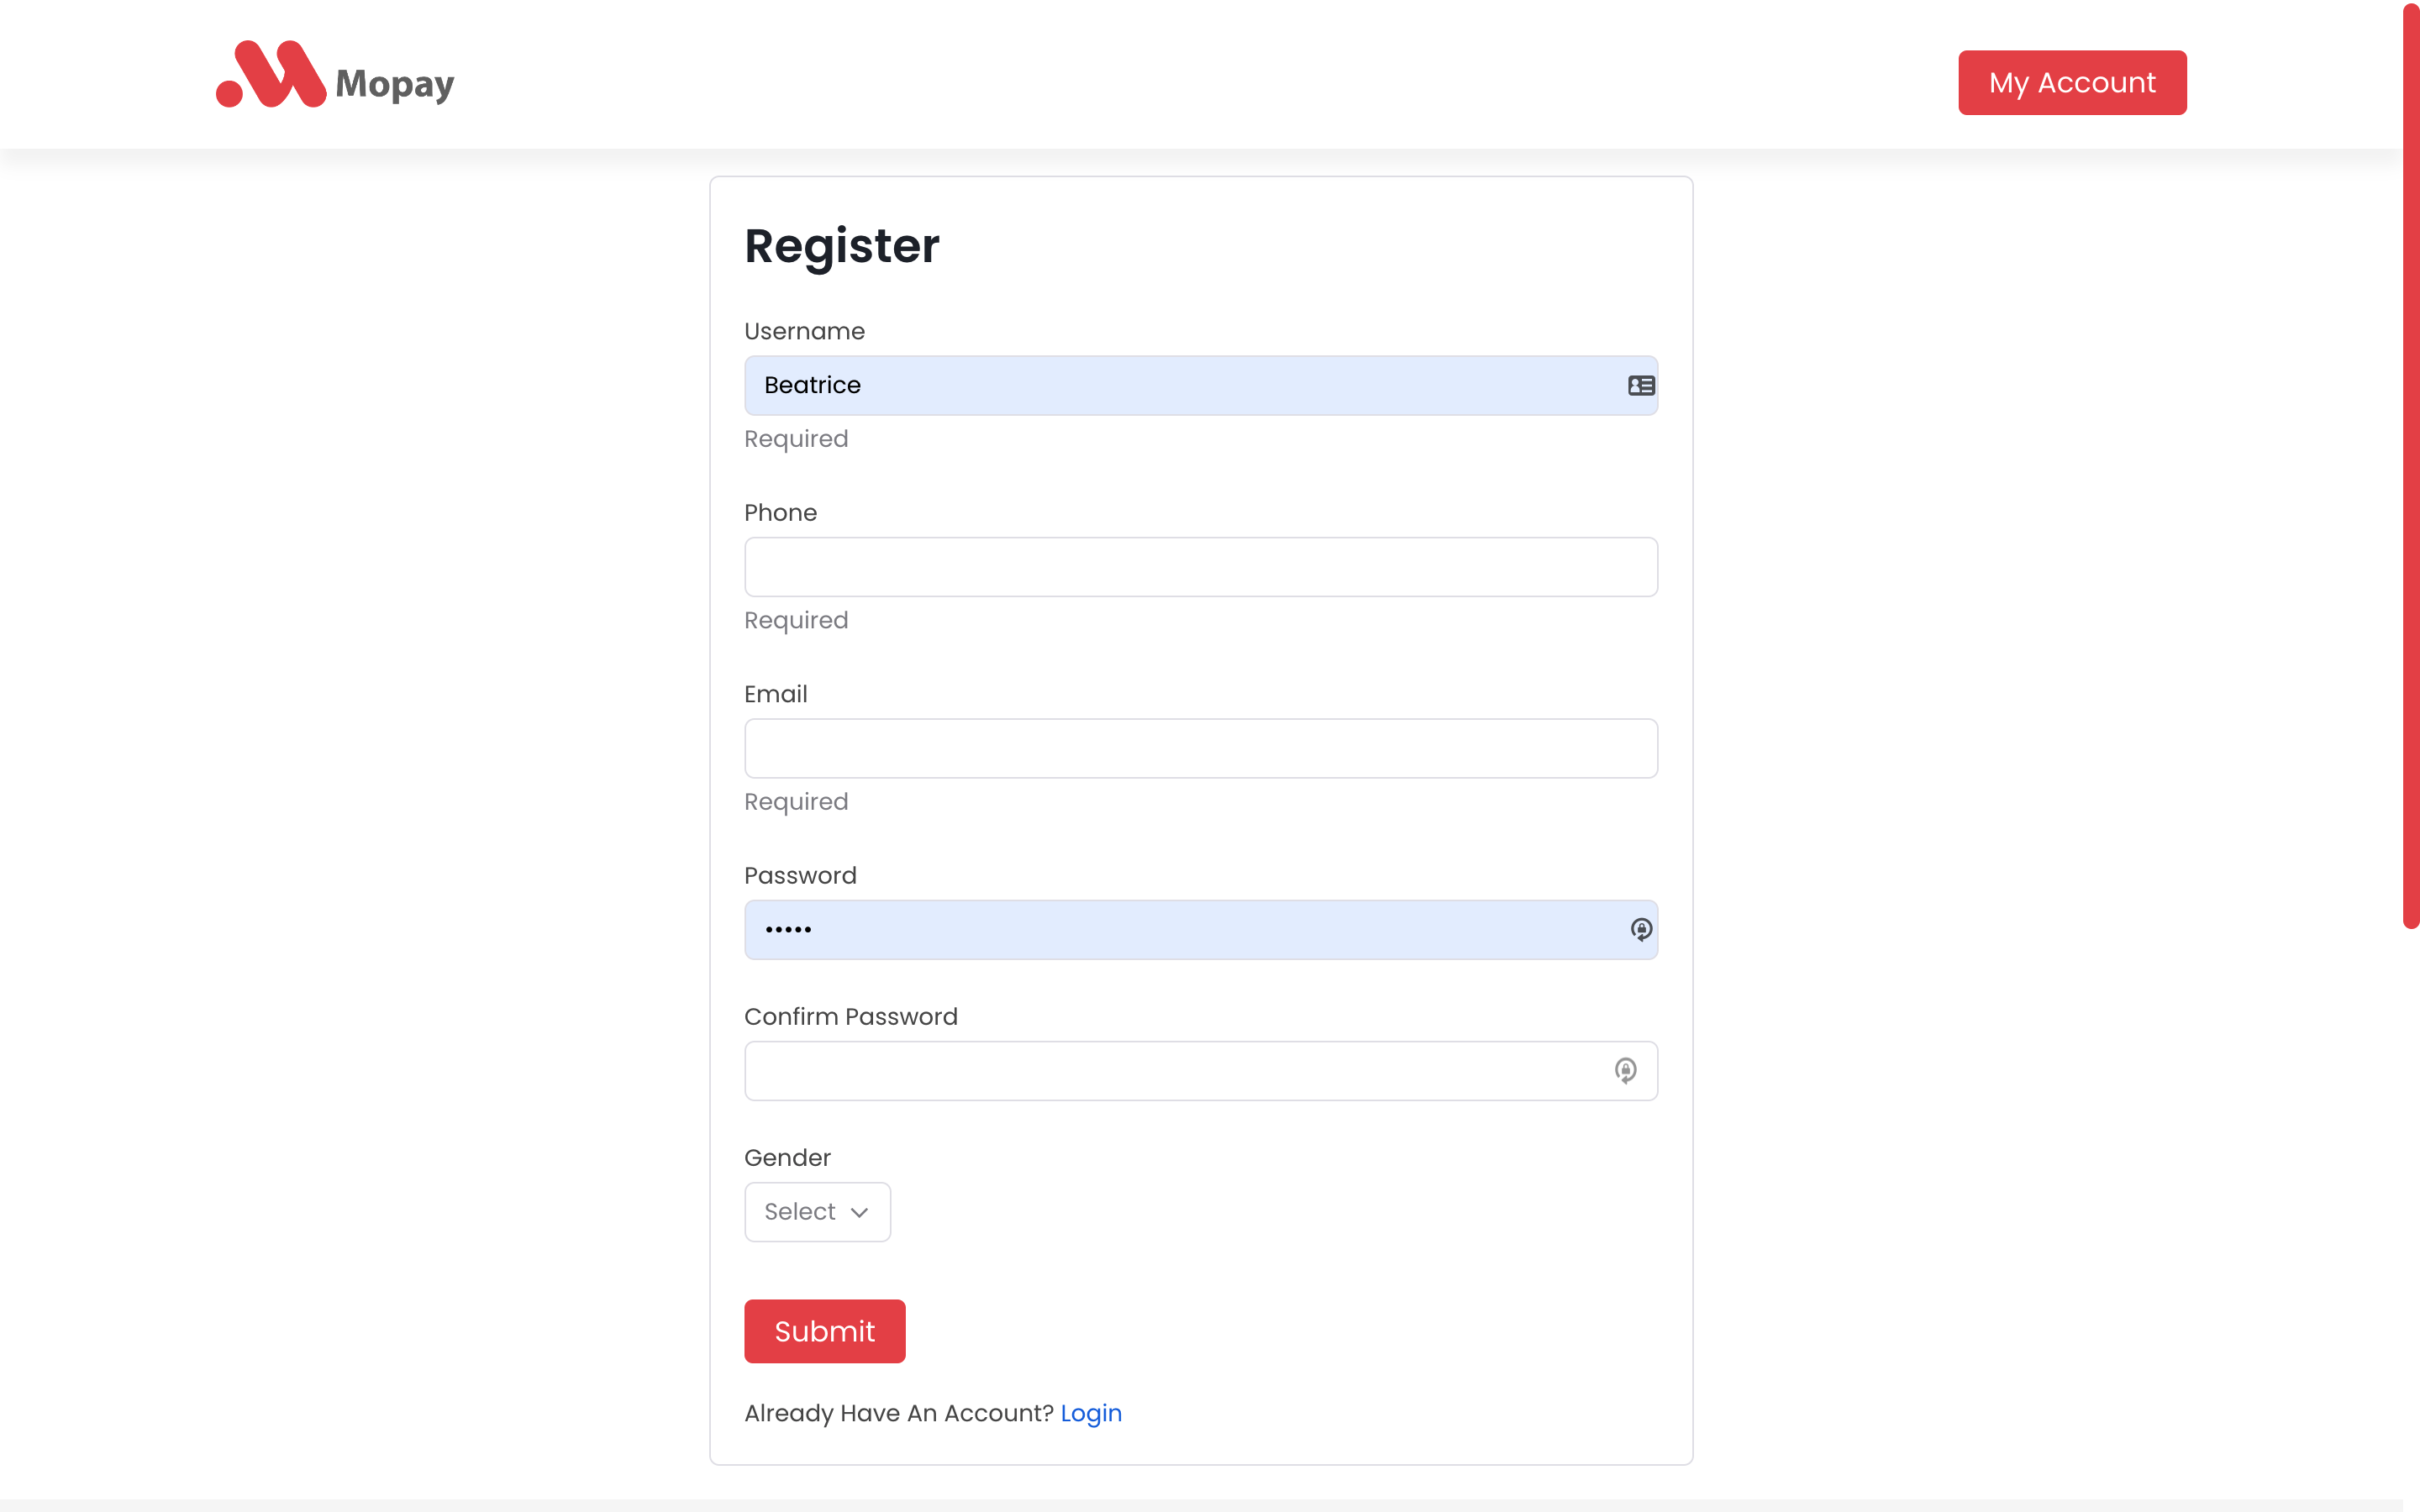 Mopay
My Account
Register
Username
Beatrice
Required
Phone
Required
Email
Required
Password
•••••
Confirm Password
Gender
Select
Submit
Already Have An Account? Login